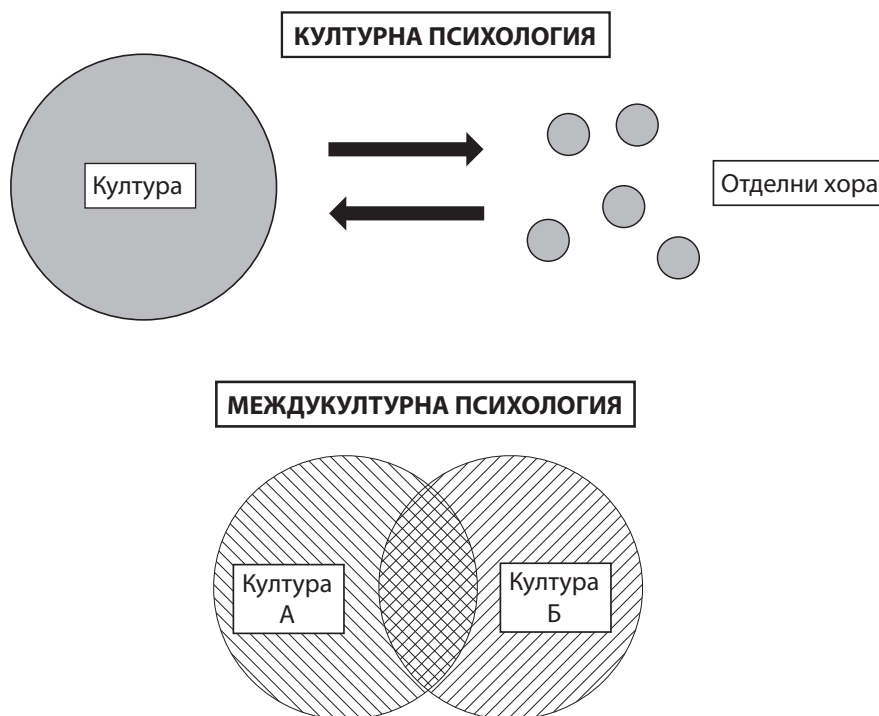 КУЛТУРНА ПСИХОЛОГИЯ
Култура
Отделни хора
МЕЖДУКУЛТУРНА ПСИХОЛОГИЯ
Култура
А
Култура
Б